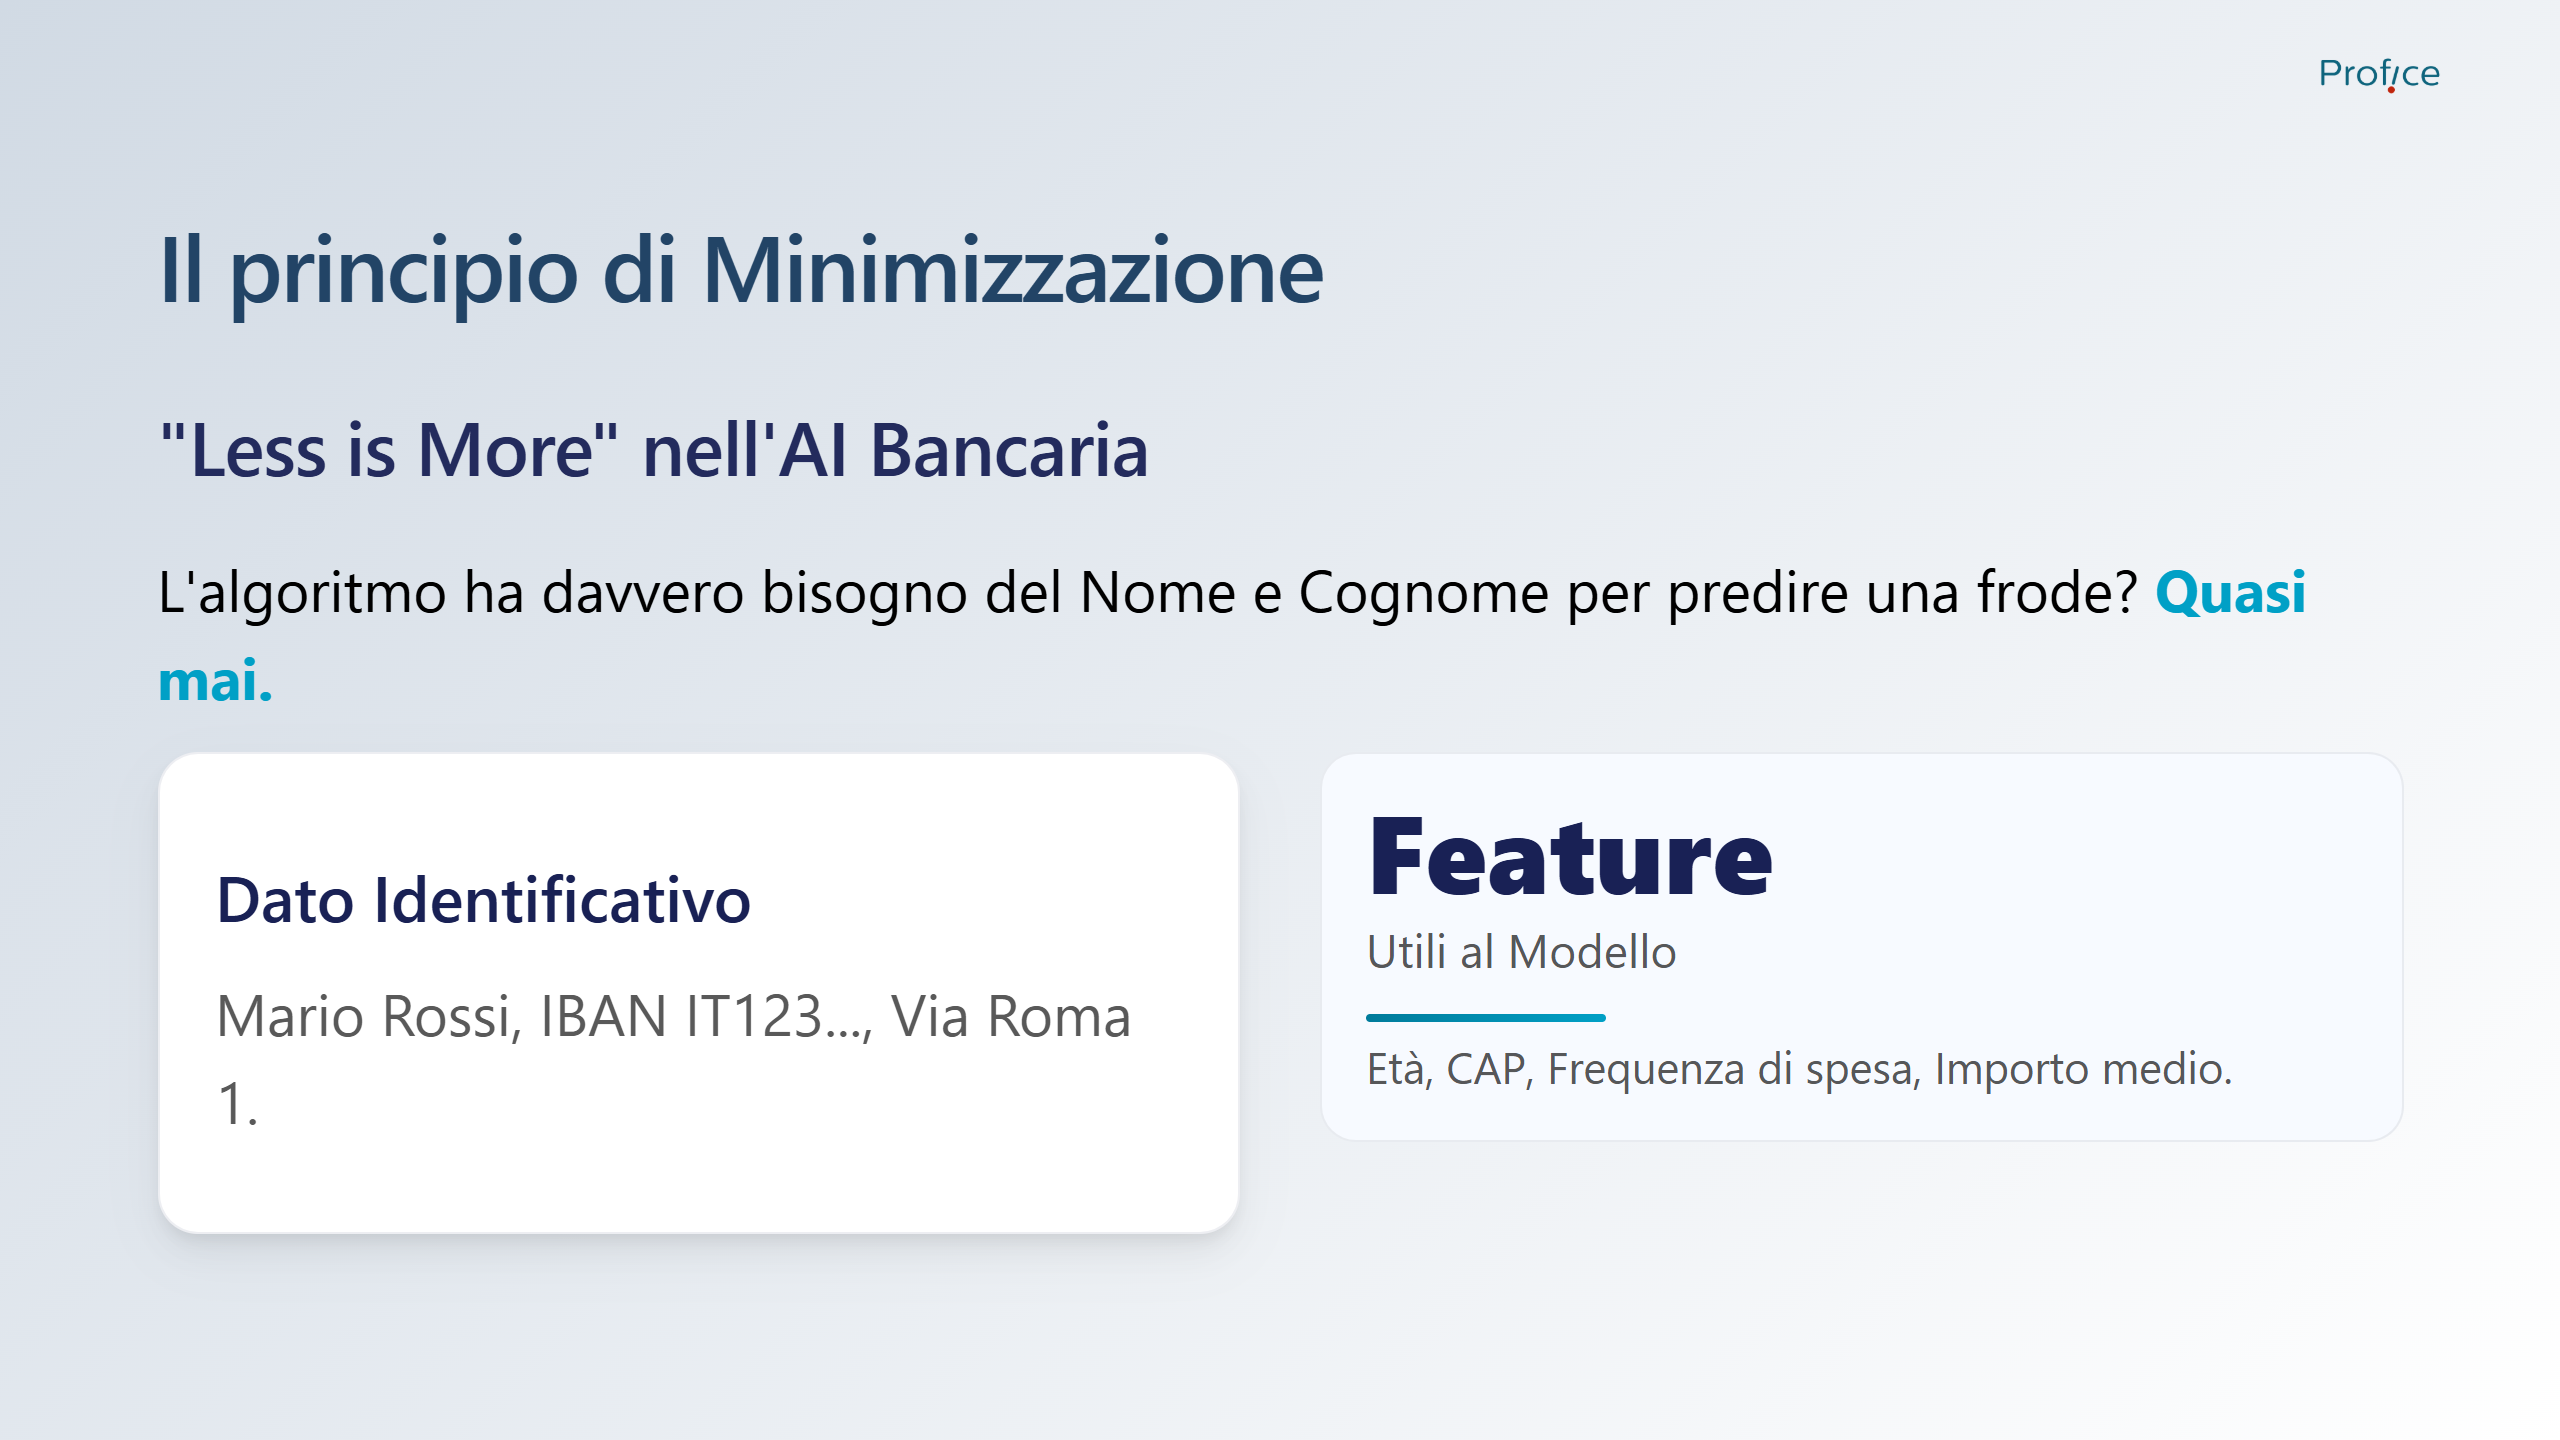 Profice
Il principio di Minimizzazione
"Less is More" nell'AI Bancaria
L'algoritmo ha davvero bisogno del Nome e Cognome per predire una frode? Quasi
mai.
Dato Identificativo
Mario Rossi, IBAN IT123..., Via Roma
1.
Feature
Utili al Modello
Età, CAP, Frequenza di spesa, Importo medio.